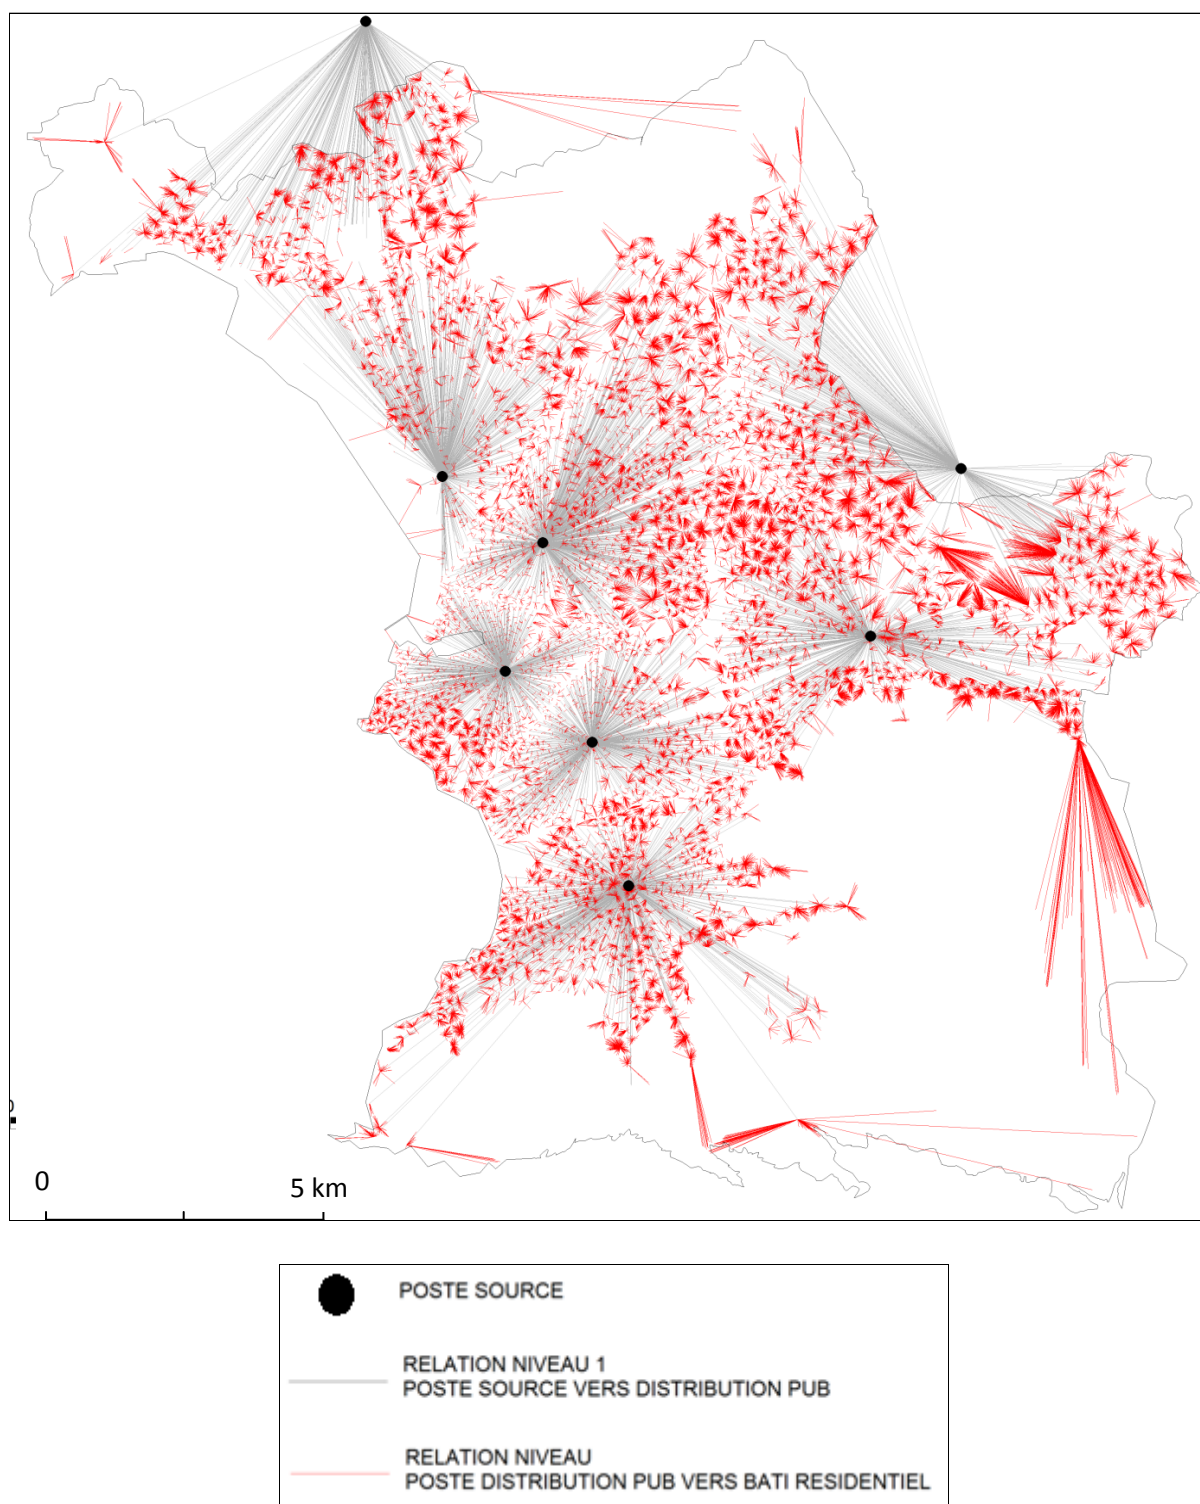 0
5 km
POSTE SOURCE
RELATION NIVEAU 1
POSTE SOURCE VERS DISTRIBUTION PUB
RELATION NIVEAU
POSTE DISTRIBUTION PUB VERS BATI RESIDENTIEL